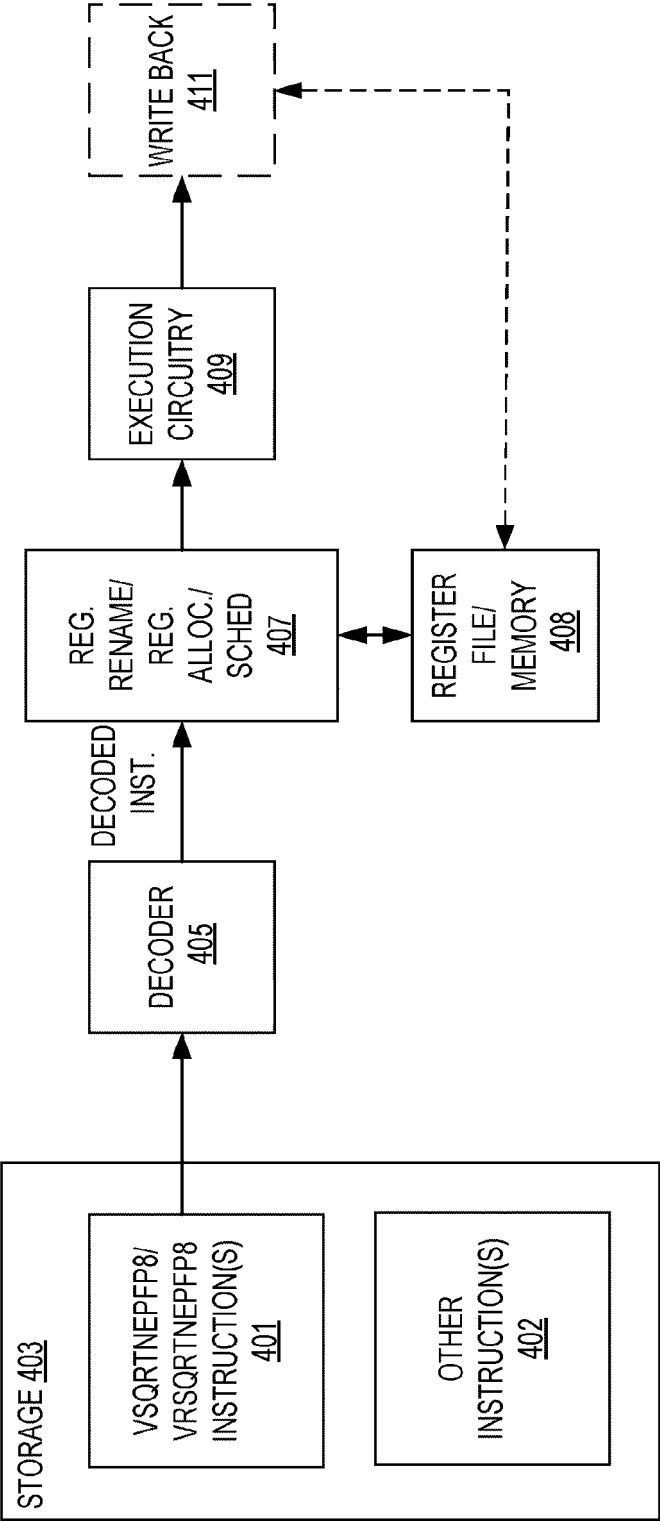 STORAGE 403
VSQRTNEPFP8/
VRSQRTNEPFP8
INSTRUCTION(S)
401
OTHER
INSTRUCTION(S)
402
DECODER
405
DECODED
INST.
REG.
RENAME/
REG.
ALLOC./
SCHED
407
REGISTER
FILE/
MEMORY
408
EXECUTION
CIRCUITRY
409
WRITE BACK
411